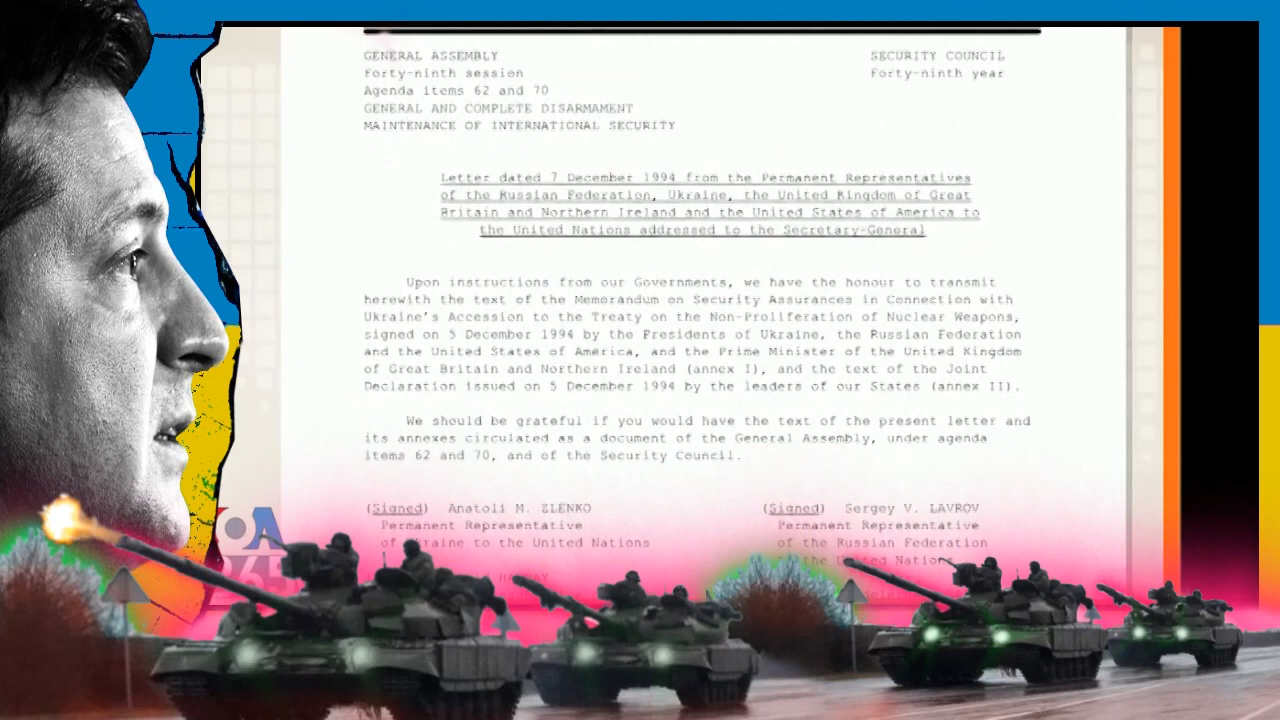 GENERAL ASSEMBLY
SECURITY COUNCIL
Forty-ninth session
Forty-ninth year
Agenda items 62 and 70
GENERAL AND COMPLETE DISARMAMENT
MAINTENANCE OF INTERNATIONAL SECURITY
Letter dated 7 December 1994 from the Permanent Representatives
of the Russian Federation, Ukraine, the United Kingdom of Great
Britain and Northern Ireland and the United States of America to
the United Nations addressed to the Secretary-General
Upon instructions from our Governments, we have the honour to transmit
herewith the text of the Memorandum on Security Assurances in Connection with
Ukraine's Accession to the Treaty on the Non-Proliferation of Nuclear Weapons,
signed on 5 December 1994 by the Presidents of Ukraine, the Russian Federation
and the United States of America, and the Prime Minister of the United Kingdom
of Great Britain and Northern Ireland (annex I), and the text of the Joint
Declaration issued on 5 December 1994 by the leaders of our States (annex II).
We should be grateful if you would have the text of the present letter and
its annexes circulated as a document of the General Assembly, under agenda
items 62 and 70, and of the Security Council.
(Signed) Anatoli M. ZLENKO
Permanent Representative
of Ukraine to the United Nations
(Signed) Sergey V. LAVROV
Permanent Representative
of the Russian Federation
the United Nations
VOA
365